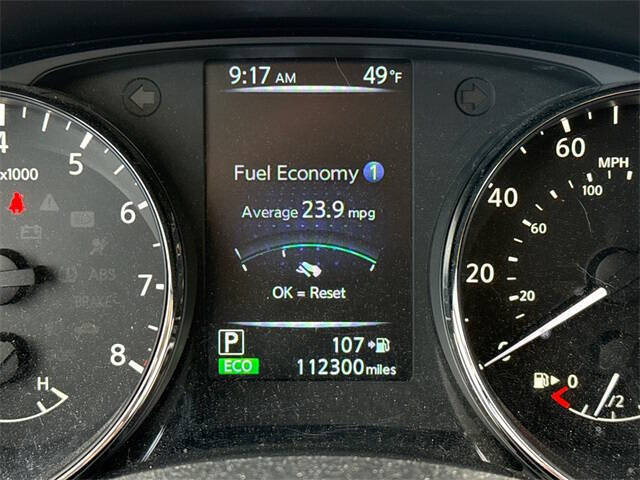 9:17 AM 49°F
Fuel Economy 1
Average 23.9 mpg
OK = Reset
P 107
ECO 112300 miles
4
5
6
7
8
x1000
ABS
H
60
40
20
0
MPH
100
60
20
0
1/2